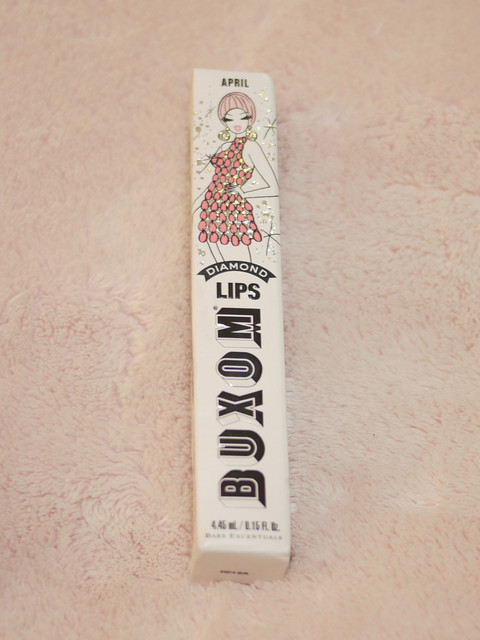 APRIL
DIAMOND
LIPS
BUXOM®
4.45 ml / 0.15 Fl. Oz.
BARE ESCENTUALS